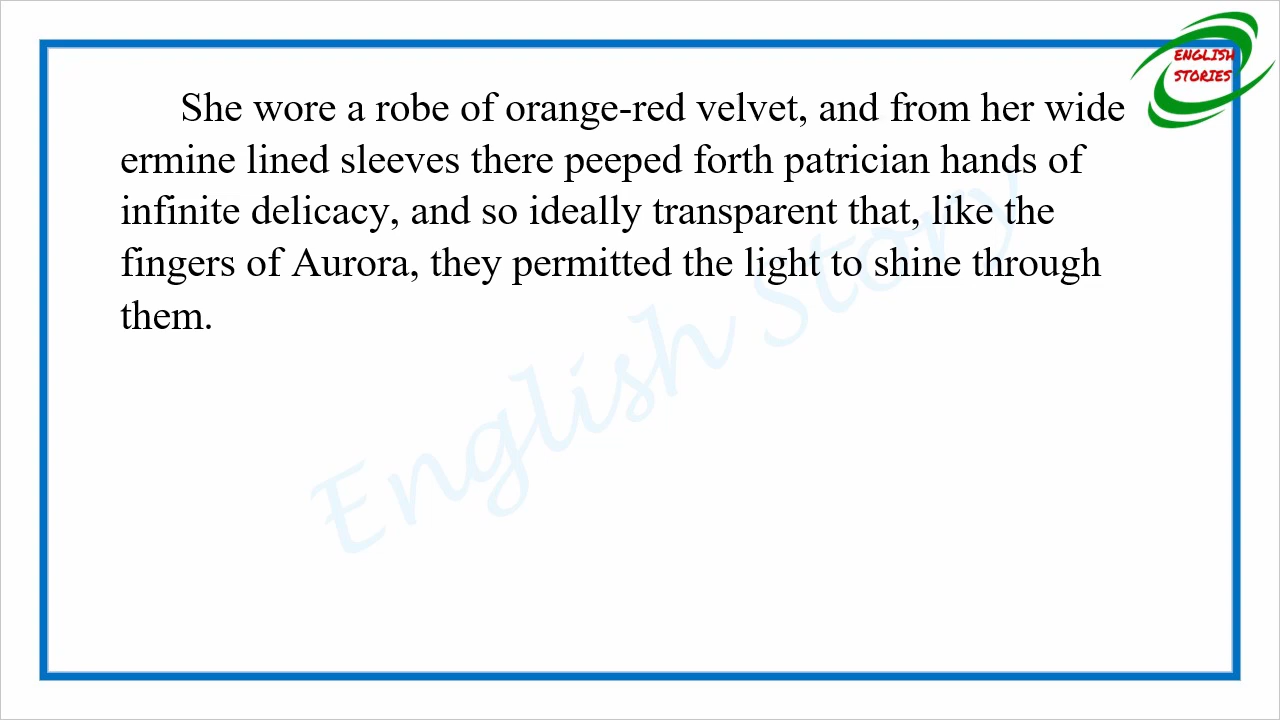 ENGLISH
STORIES
She wore a robe of orange-red velvet, and from her wide
ermine lined sleeves there peeped forth patrician hands of
infinite delicacy, and so ideally transparent that, like the
fingers of Aurora, they permitted the light to shine through
them.
English Story